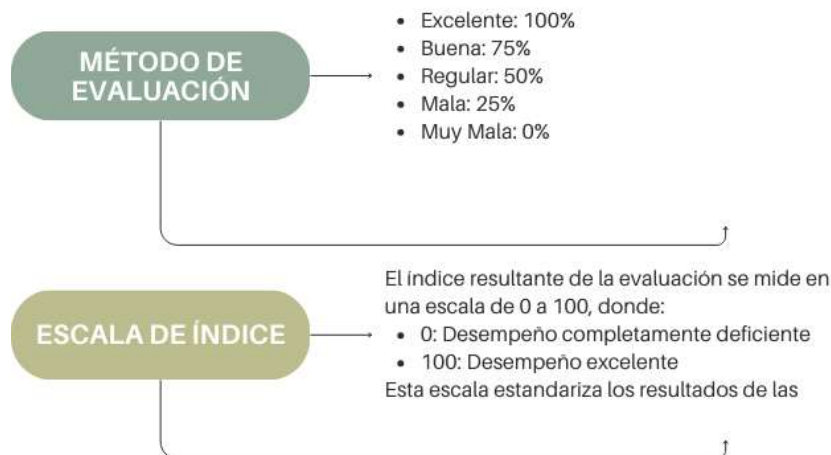 MÉTODO DE
EVALUACIÓN
• Excelente: 100%
• Buena: 75%
• Regular: 50%
• Mala: 25%
• Muy Mala: 0%
ESCALA DE ÍNDICE
El índice resultante de la evaluación se mide en
una escala de 0 a 100, donde:
• 0: Desempeño completamente deficiente
• 100: Desempeño excelente
Esta escala estandariza los resultados de las